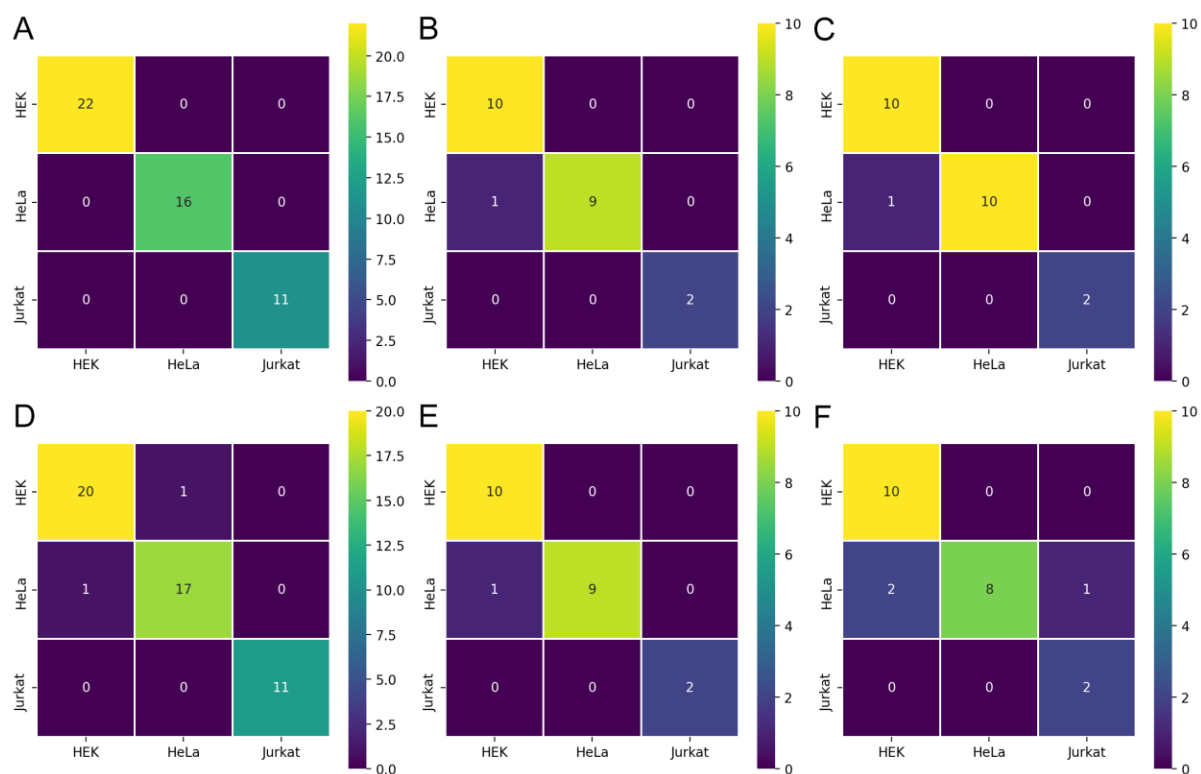 A
HEK
HeLa
Jurkat
22 0 0
0 16 0
0 0 11
HEK HeLa Jurkat
20.0
17.5
15.0
12.5
10.0
7.5
5.0
2.5
0.0
B
HEK
HeLa
Jurkat
10 0 0
1 9 0
0 0 2
HEK HeLa Jurkat
10
8
6
4
2
0
C
HEK
HeLa
Jurkat
10 0 0
1 10 0
0 0 2
HEK HeLa Jurkat
10
8
6
4
2
0
D
HEK
HeLa
Jurkat
20 1 0
1 17 0
0 0 11
HEK HeLa Jurkat
20.0
17.5
15.0
12.5
10.0
7.5
5.0
2.5
0.0
E
HEK
HeLa
Jurkat
10 0 0
1 9 0
0 0 2
HEK HeLa Jurkat
10
8
6
4
2
0
F
HEK
HeLa
Jurkat
10 0 0
2 8 1
0 0 2
HEK HeLa Jurkat
10
8
6
4
2
0